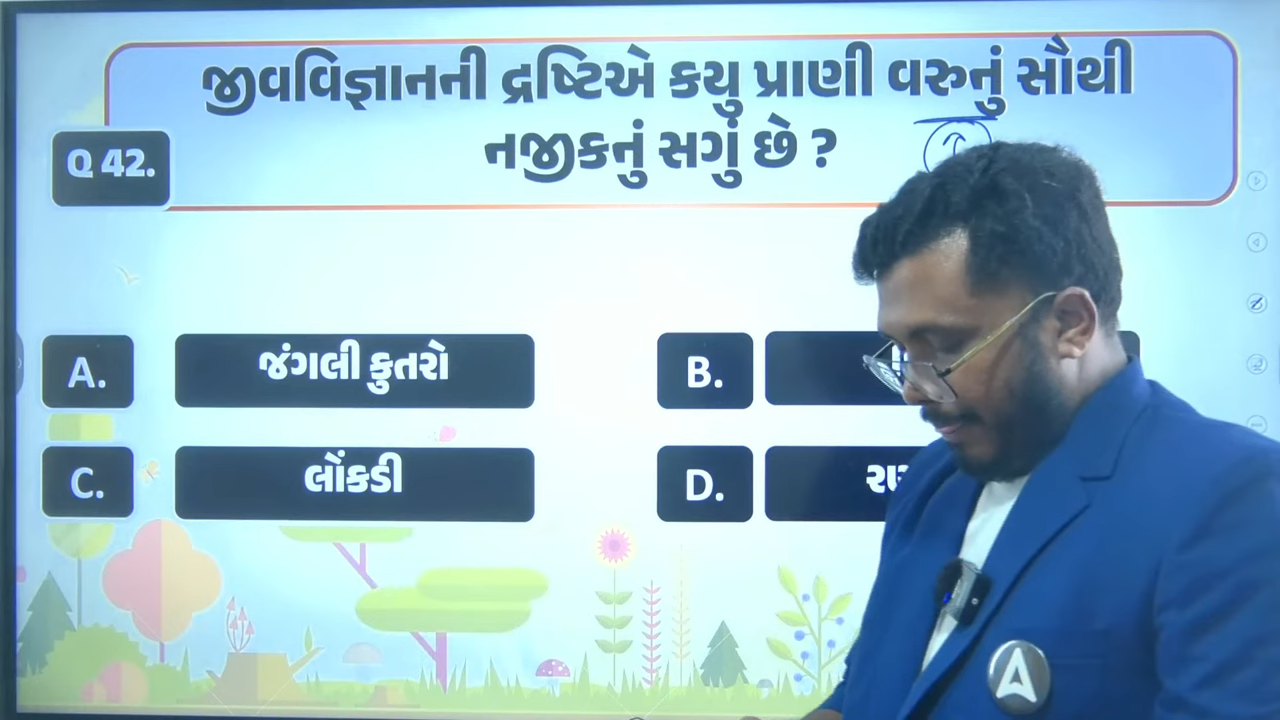 જીવવિજ્ઞાનની દ્રષ્ટિએ કયુ પ્રાણી વરુનું સૌથી
નજીકનું સગું છે ?
Q 42.
A. જંગલી કુતરો
B.
C. લોંકડી
D.